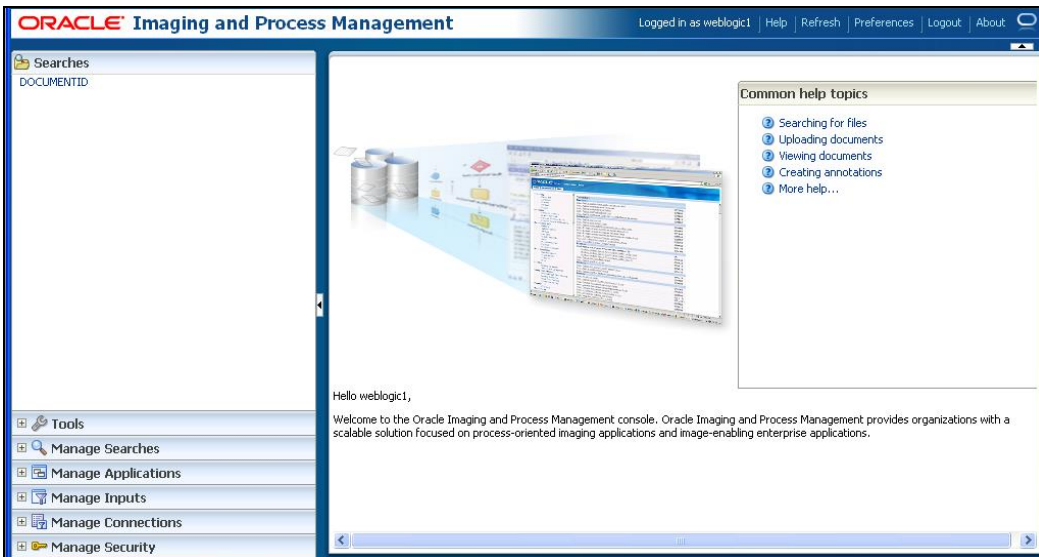 ORACLE Imaging and Process Management
Logged in as weblogic1 | Help | Refresh | Preferences | Logout | About
Searches
DOCUMENTID
Tools
Manage Searches
Manage Applications
Manage Inputs
Manage Connections
Manage Security
Common help topics
Searching for files
Uploading documents
Viewing documents
Creating annotations
More help...
Hello weblogic1,
Welcome to the Oracle Imaging and Process Management console. Oracle Imaging and Process Management provides organizations with a
scalable solution focused on process-oriented imaging applications and image-enabling enterprise applications.